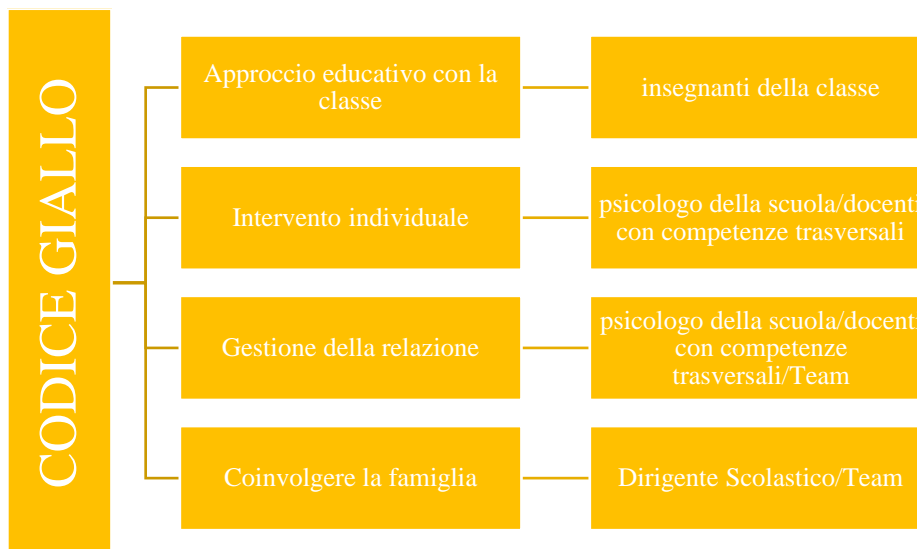 CODICE GIALLO
Approccio educativo con la
classe
insegnanti della classe
Intervento individuale
psicologo della scuola/docenti
con competenze trasversali
Gestione della relazione
psicologo della scuola/docenti
con competenze
trasversali/Team
Coinvolgere la famiglia
Dirigente Scolastico/Team